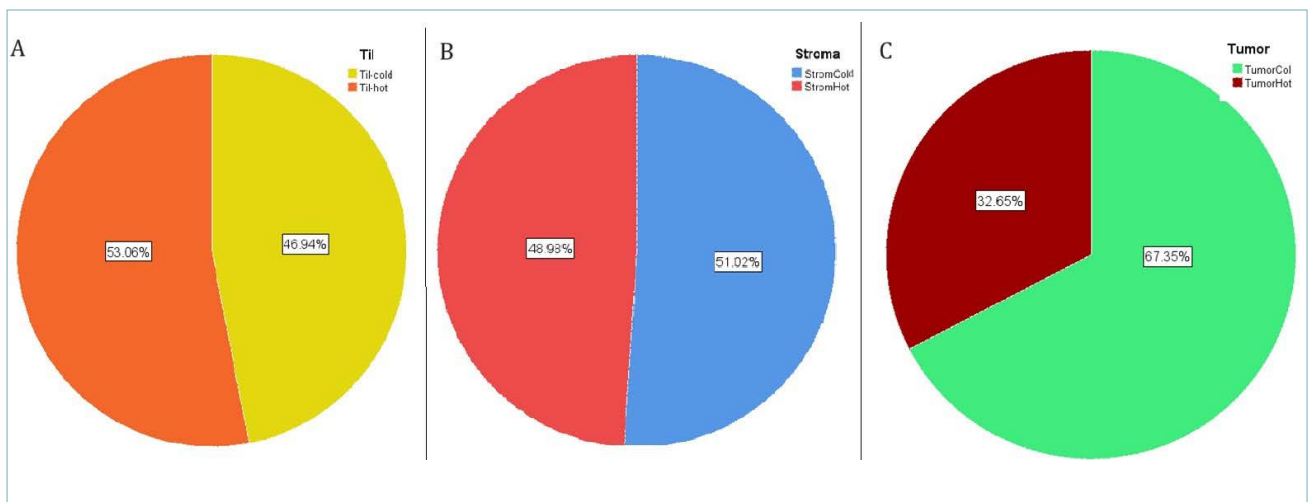 A
Til
Til-cold
Til-hot
53.06%
46.94%
B
Stroma
StromCold
StromHot
48.98%
51.02%
C
Tumor
TumorCol
TumorHot
32.65%
67.35%